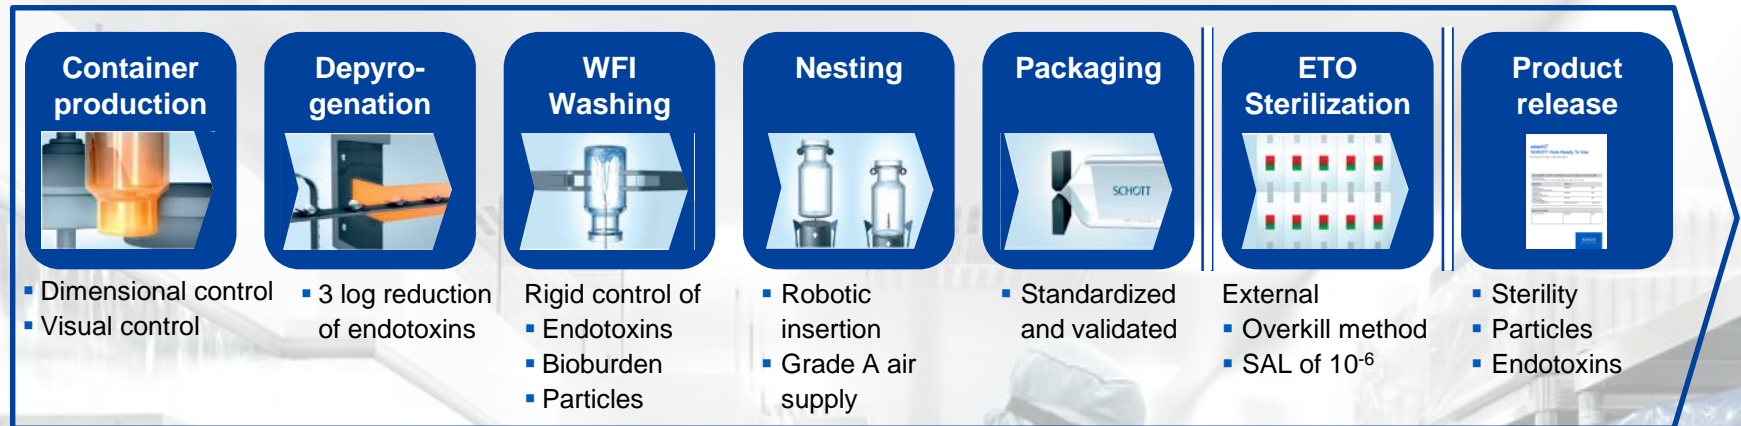 Container
production
Depyro-
genation
WFI
Washing
Nesting
Packaging
ETO
Sterilization
Product
release
SCHOTT
▪ Dimensional control
▪ Visual control
▪ 3 log reduction
of endotoxins
Rigid control of
▪ Endotoxins
▪ Bioburden
▪ Particles
▪ Robotic
insertion
▪ Grade A air
supply
▪ Standardized
and validated
External
▪ Overkill method
▪ SAL of 10⁻⁶
▪ Sterility
▪ Particles
▪ Endotoxins